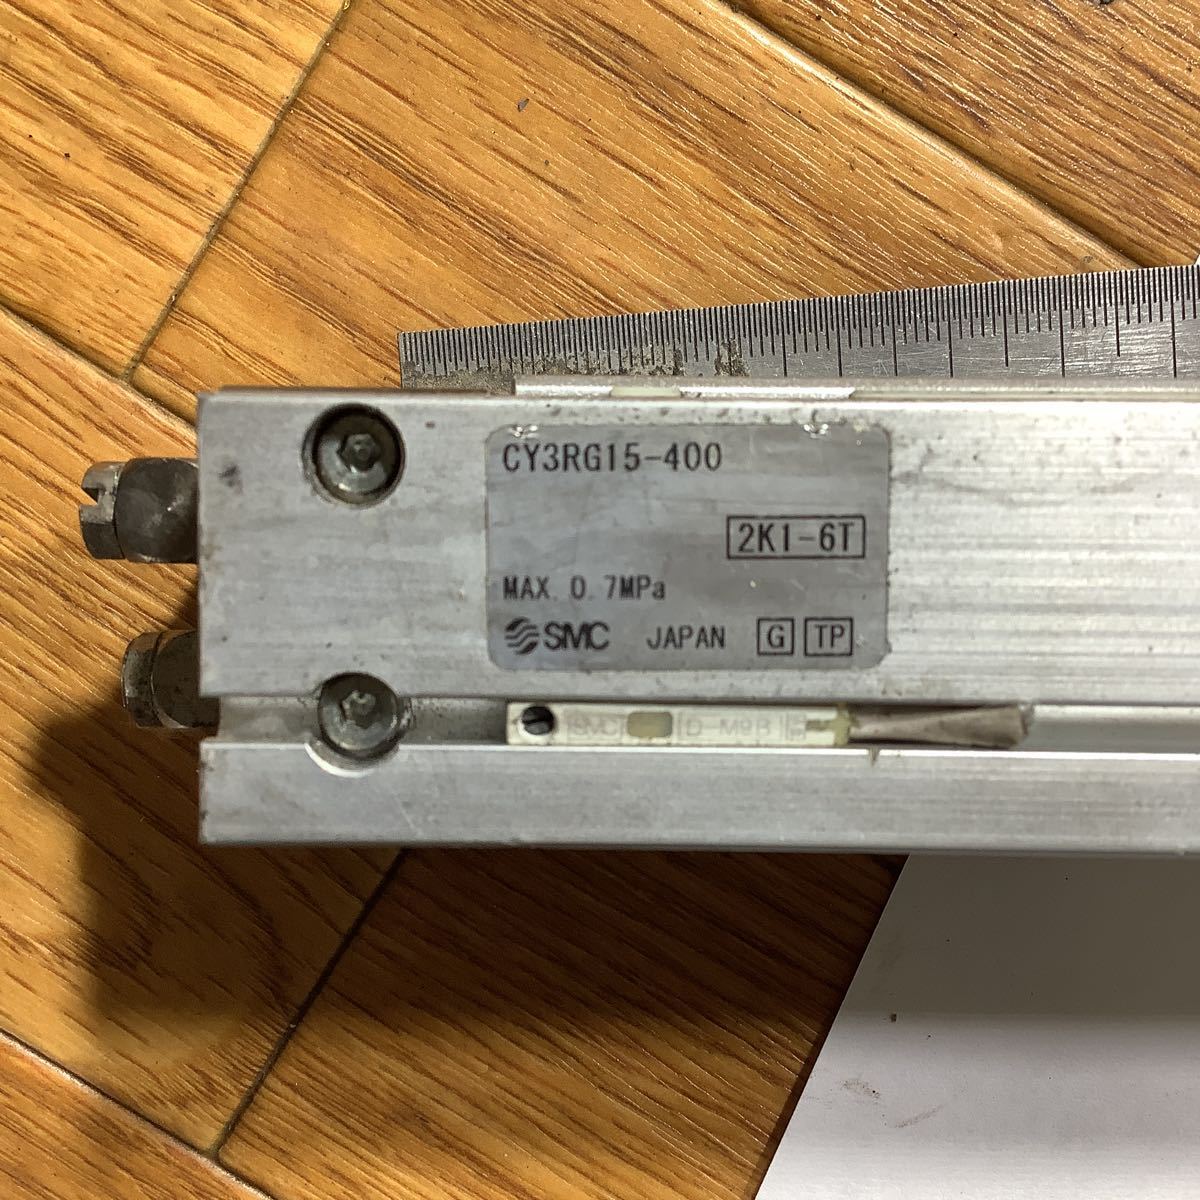 CY3RG15-400
2K1-6T
MAX. 0.7MPa
SMC JAPAN G TP
SMC D-M9B